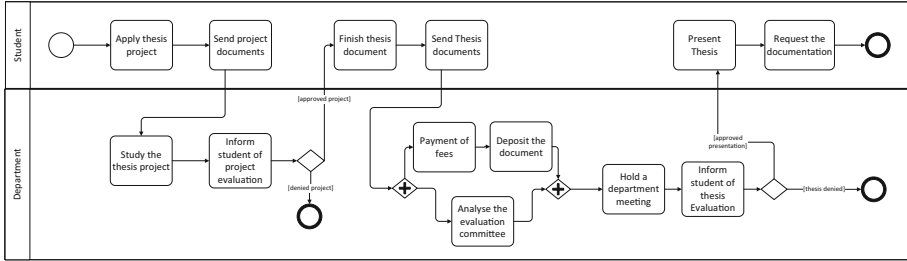 Student
Apply thesis
project
Send project
documents
Finish thesis
document
Send Thesis
documents
Present
Thesis
Request the
documentation
[approved project]
Department
Study the
thesis project
Inform
student of
project
evaluation
[denied project]
Payment of
fees
Deposit the
document
Analyse the
evaluation
committee
Hold a
department
meeting
Inform
student of
thesis
Evaluation
[approved
presentation]
[thesis denied]